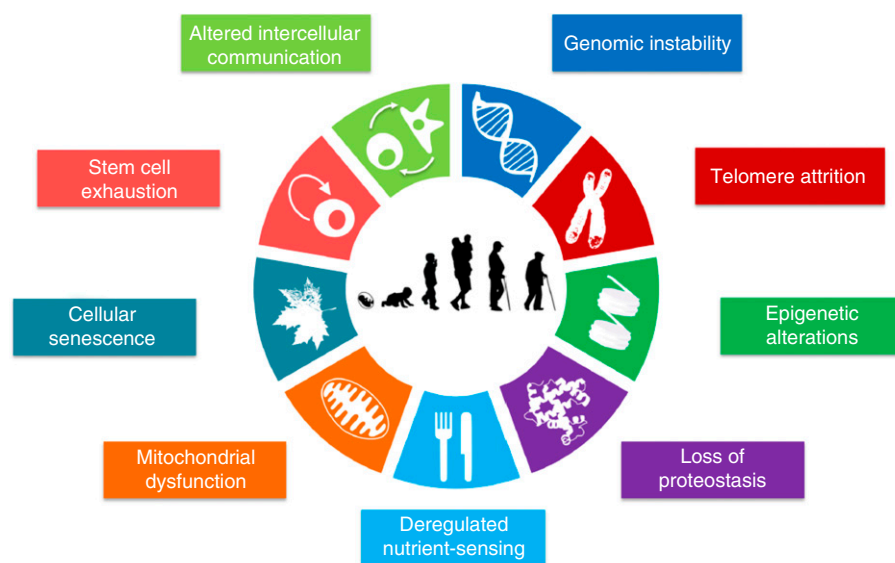 Altered intercellular
communication
Genomic instability
Stem cell
exhaustion
Telomere attrition
Cellular
senescence
Epigenetic
alterations
Mitochondrial
dysfunction
Loss of
proteostasis
Deregulated
nutrient-sensing